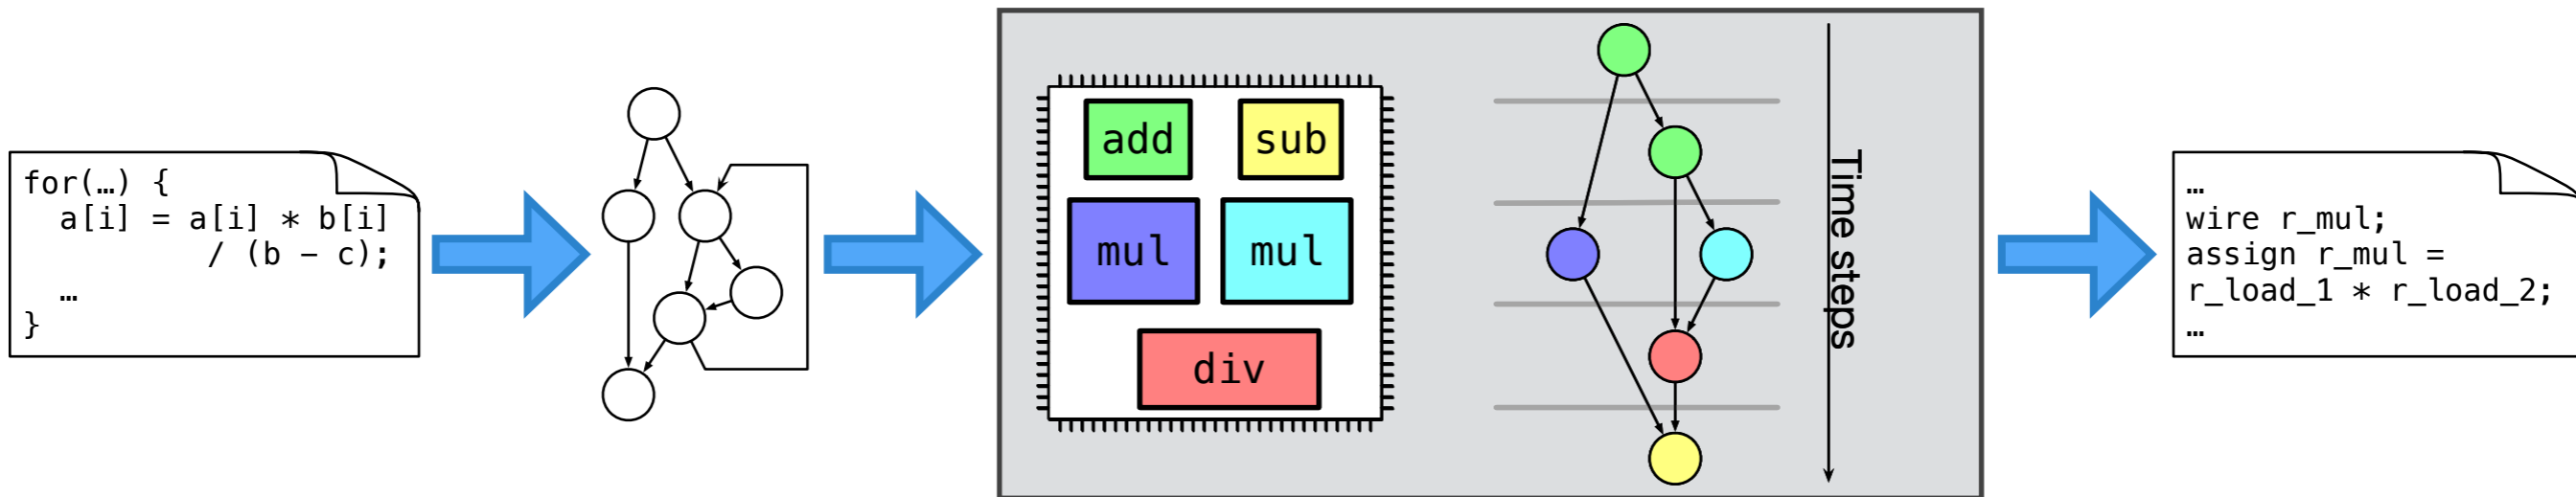 for(…) {
  a[i] = a[i] * b[i]
          / (b − c);
  …
}
add
sub
mul
mul
div
Time steps
…
wire r_mul;
assign r_mul =
r_load_1 * r_load_2;
…